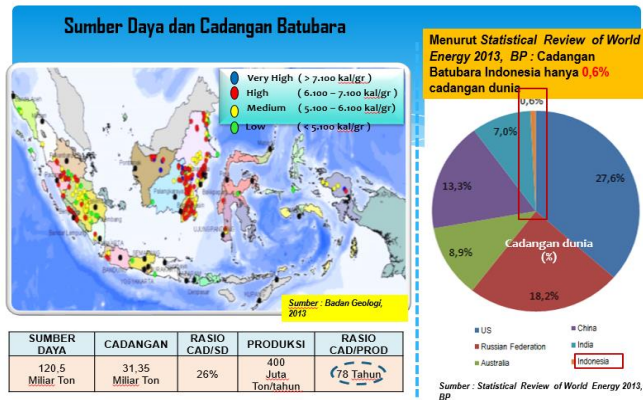 Sumber Daya dan Cadangan Batubara
Very High ( > 7.100 kal/gr )
High ( 6.100 – 7.100 kal/gr )
Medium ( 5.100 – 6.100 kal/gr )
Low ( < 5.100 kal/gr )
Sumber : Badan Geologi,
2013
SUMBER DAYA CADANGAN RASIO CAD/SD PRODUKSI RASIO CAD/PROD
120,5 Miliar Ton 31,35 Miliar Ton 26% 400 Juta Ton/tahun 78 Tahun
Menurut Statistical Review of World
Energy 2013, BP : Cadangan
Batubara Indonesia hanya 0,6%
cadangan dunia
0,6%
7,0%
27,6%
13,3%
Cadangan dunia
(%)
8,9%
18,2%
US
China
Russian Federation
India
Australia
Indonesia
Sumber : Statistical Review of World Energy 2013,
BP